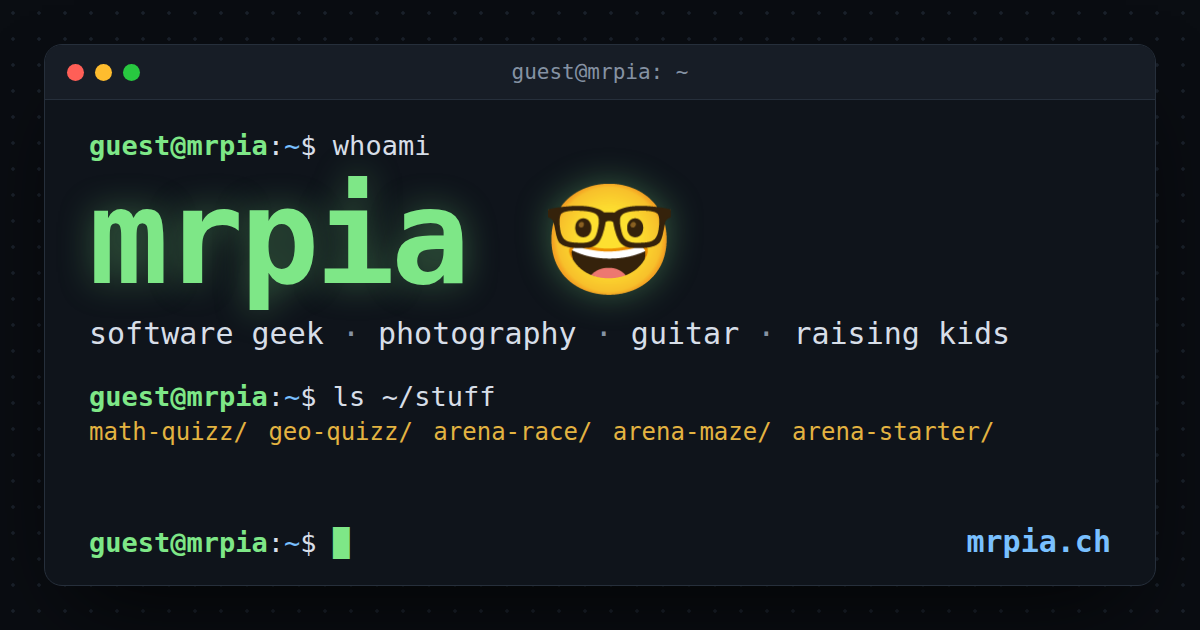 guest@mrpia: ~
guest@mrpia:~$ whoami
mrpia 🤓
software geek · photography · guitar · raising kids
guest@mrpia:~$ ls ~/stuff
math-quizz/ geo-quizz/ arena-race/ arena-maze/ arena-starter/
guest@mrpia:~$
mrpia.ch